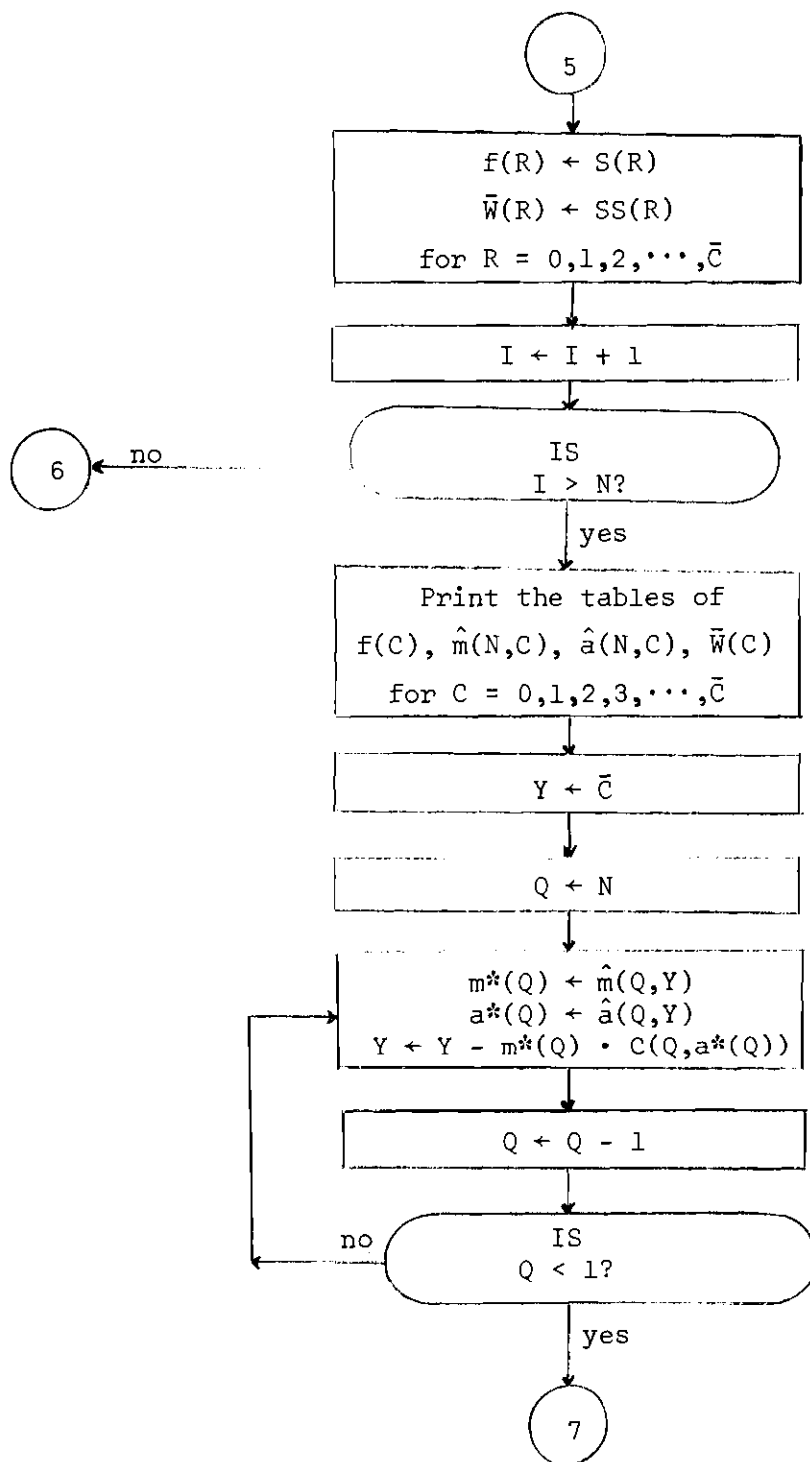 5
f(R) ← S(R)
W̄(R) ← SS(R)
for R = 0,1,2,···,C̄
I ← I + 1
IS
I > N?
no
6
yes
Print the tables of
f(C), m̂(N,C), â(N,C), W̄(C)
for C = 0,1,2,3,···,C̄
Y ← C̄
Q ← N
m*(Q) ← m̂(Q,Y)
a*(Q) ← â(Q,Y)
Y ← Y - m*(Q) · C(Q,a*(Q))
Q ← Q - 1
IS
Q < 1?
no
yes
7